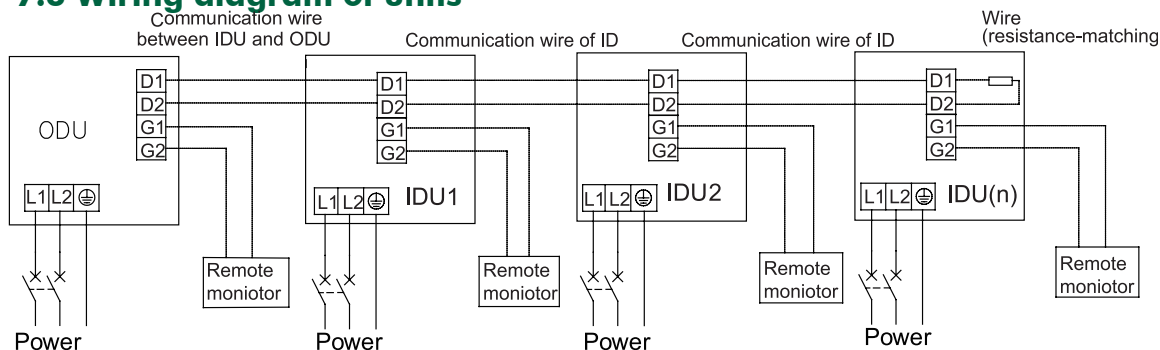 Wiring diagram of
Communication wire
between IDU and ODU
Communication wire of ID
Communication wire of ID
Wire
(resistance-matching
ODU
D1
D2
G1
G2
L1 L2
Power
Remote
moniotor
D1
D2
G1
G2
L1 L2
IDU1
Power
Remote
moniotor
D1
D2
G1
G2
L1 L2
IDU2
Power
Remote
moniotor
D1
D2
G1
G2
L1 L2
IDU(n)
Power
Remote
moniotor